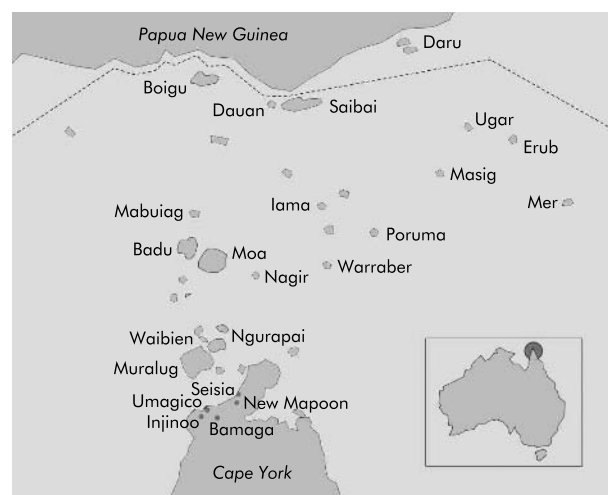 Papua New Guinea
Daru
Boigu
Dauan
Saibai
Ugar
Erub
Masig
Mer
Iama
Mabuiag
Poruma
Badu
Moa
Warraber
Nagir
Waibien
Ngurapai
Muralug
Seisia
Umagico
New Mapoon
Injinoo
Bamaga
Cape York